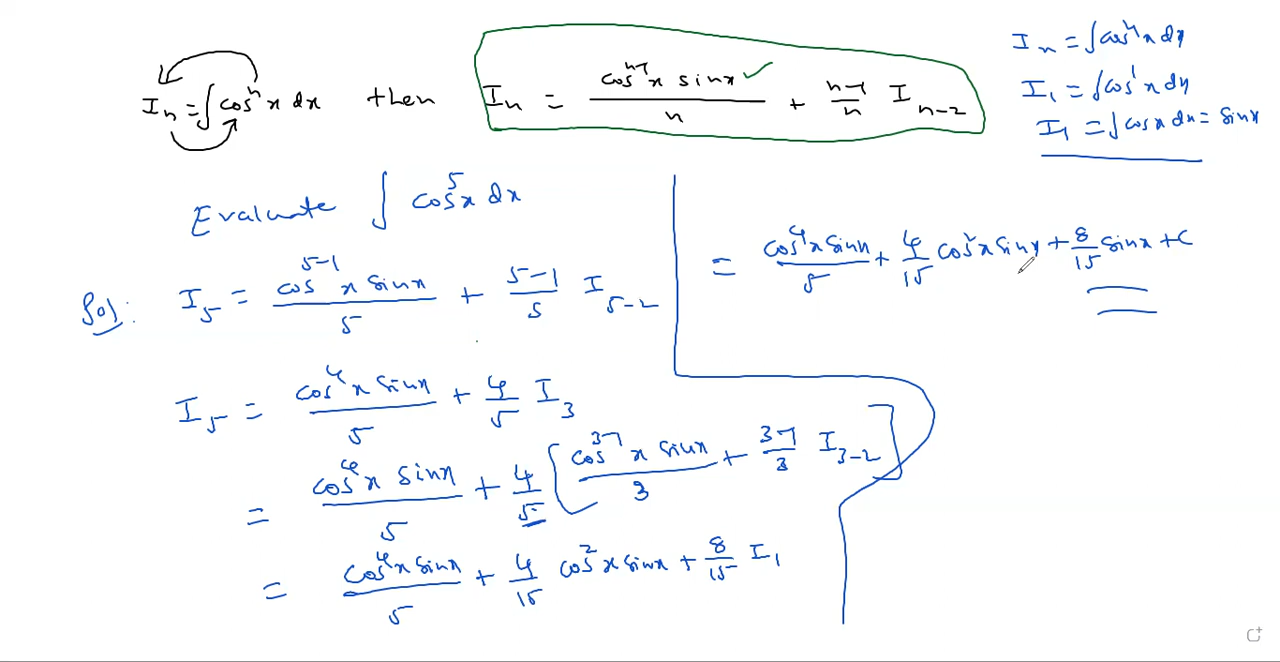 Iₙ = ∫cosⁿx dx then Iₙ = cosⁿ⁻¹x sinx / n + n-1/n Iₙ₋₂
Iₙ = ∫cosⁿx dx
I₁ = ∫cos¹x dx
I₁ = ∫cosx dx = sinx
Evaluate ∫cos⁵x dx
Sol: I₅ = cos⁵⁻¹x sinx / 5 + 5-1/5 I₅₋₂
I₅ = cos⁴x sinx / 5 + 4/5 I₃
= cos⁴x sinx / 5 + 4/5 [cos³⁻¹x sinx / 3 + 3-1/3 I₃₋₂]
= cos⁴x sinx / 5 + 4/15 cos²x sinx + 8/15 I₁
= cos⁴x sinx / 5 + 4/15 cos²x sinx + 8/15 sinx + c